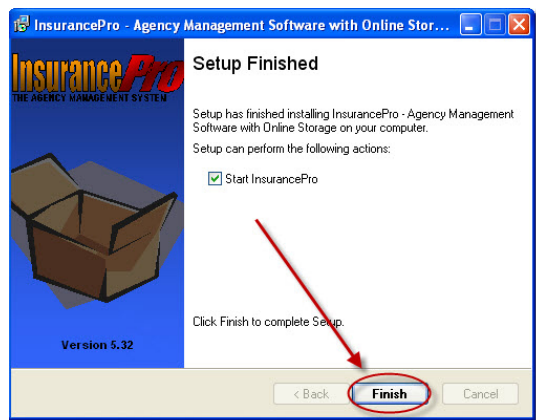 InsurancePro - Agency Management Software with Online Stor...
InsurancePro
THE AGENCY MANAGEMENT SYSTEM
Setup Finished
Setup has finished installing InsurancePro - Agency Management
Software with Online Storage on your computer.
Setup can perform the following actions:
Start InsurancePro
Click Finish to complete Setup.
Version 5.32
< Back
Finish
Cancel